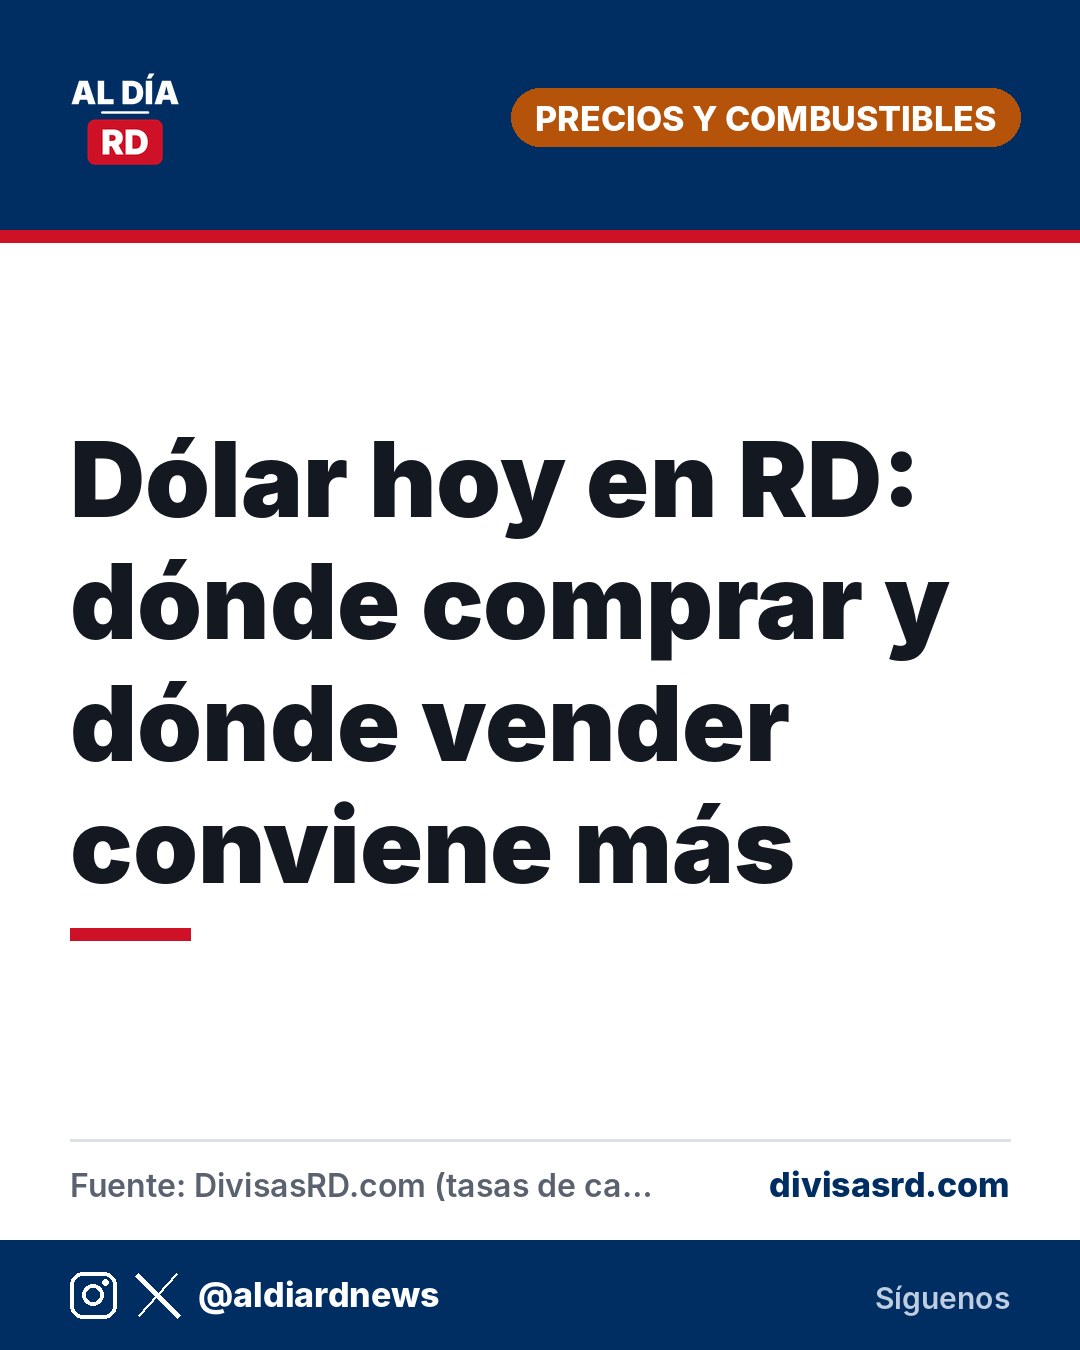 AL DÍA
RD
PRECIOS Y COMBUSTIBLES
Dólar hoy en RD:
dónde comprar y
dónde vender
conviene más
Fuente: DivisasRD.com (tasas de ca...
divisasrd.com
@aldiardnews
Síguenos